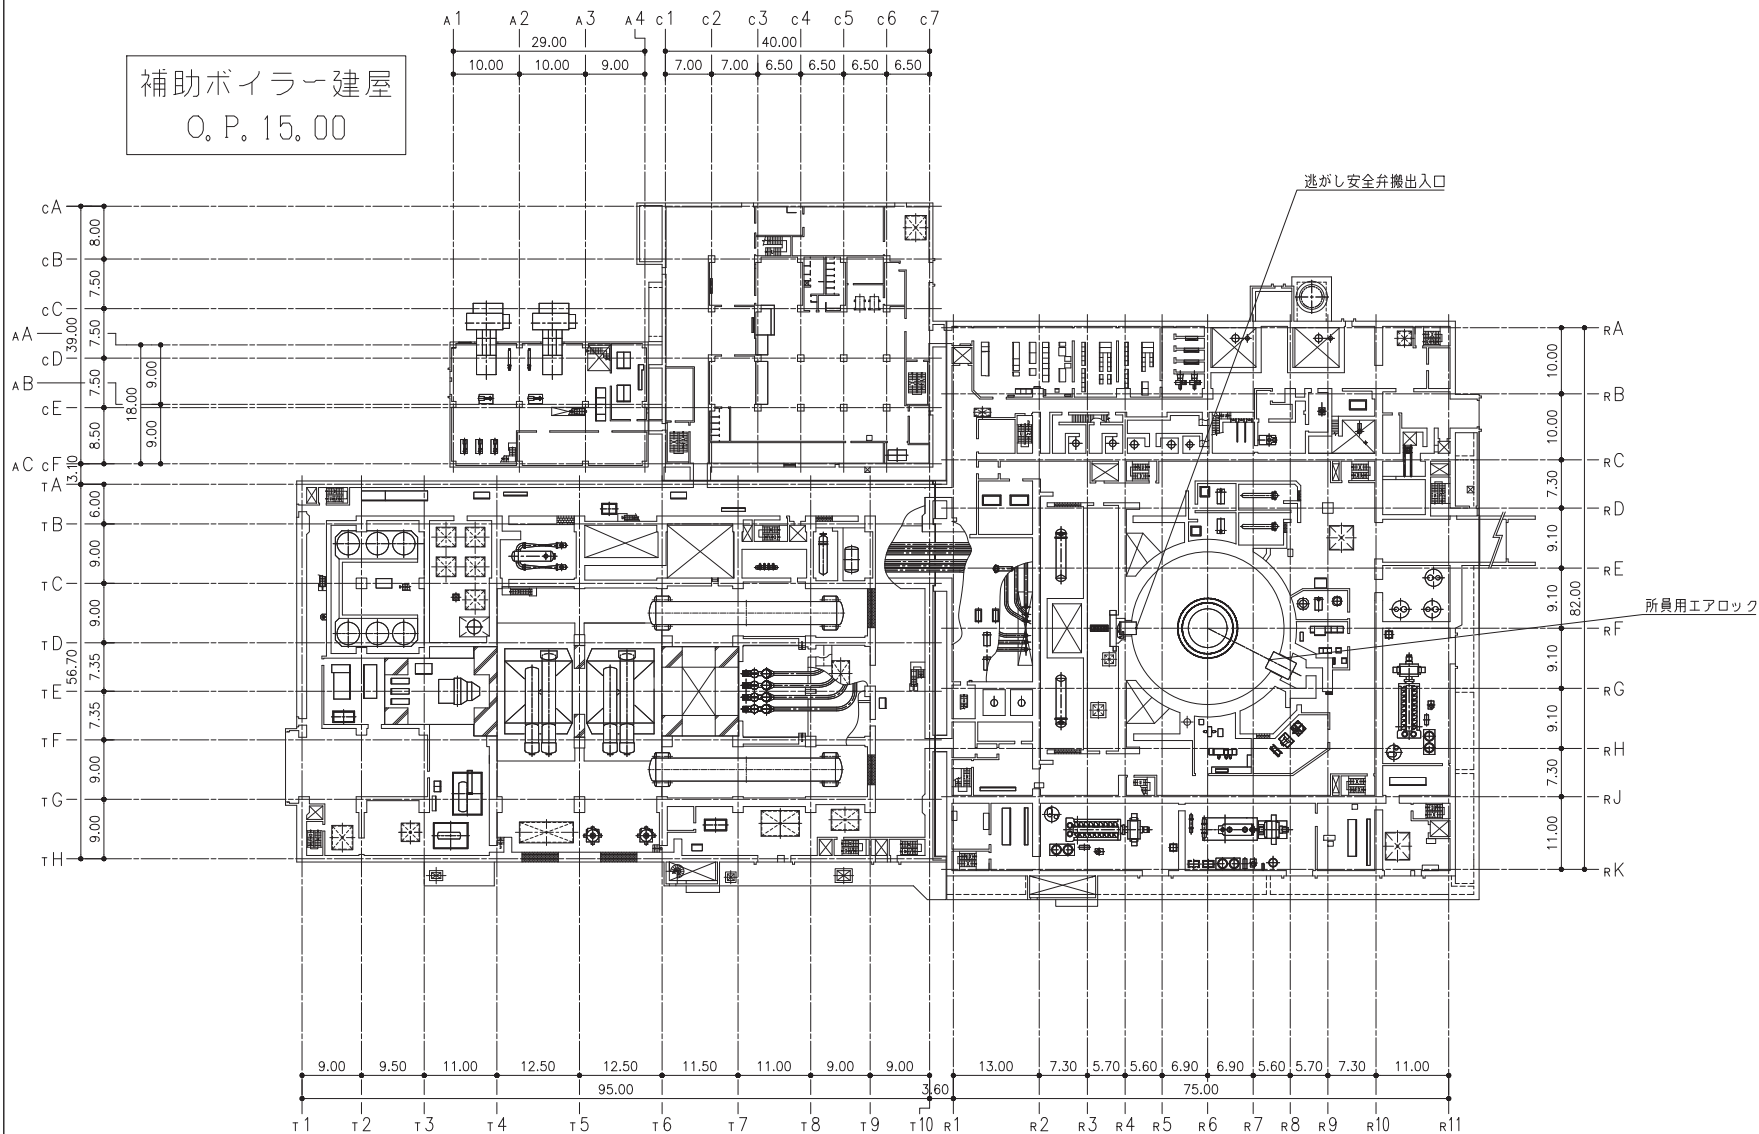 A1 A2 A3 A4 C1 C2 C3 C4 C5 C6 C7
29.00 40.00
10.00 10.00 9.00 7.00 7.00 6.50 6.50 6.50 6.50
補助ボイラー建屋
O. P. 15.00
逃がし安全弁搬出入口
所員用エアロック
CA
8.00
CB
7.50
CC
AA
39.00
7.50
CD
9.00
AB
7.50
18.00
CE
9.00
8.50
AC CF
3.10
TA
6.00
TB
9.00
TC
9.00
TD
7.35
56.70
TE
7.35
TF
9.00
TG
9.00
TH
RA
10.00
RB
10.00
RC
7.30
RD
9.10
RE
9.10
82.00
RF
9.10
RG
9.10
RH
7.30
RJ
11.00
RK
9.00 9.50 11.00 12.50 12.50 11.50 11.00 9.00 9.00 13.00 7.30 5.70 5.60 6.90 6.90 5.60 5.70 7.30 11.00
95.00 3.60 75.00
T1 T2 T3 T4 T5 T6 T7 T8 T9 T10 R1 R2 R3 R4 R5 R6 R7 R8 R9 R10 R11